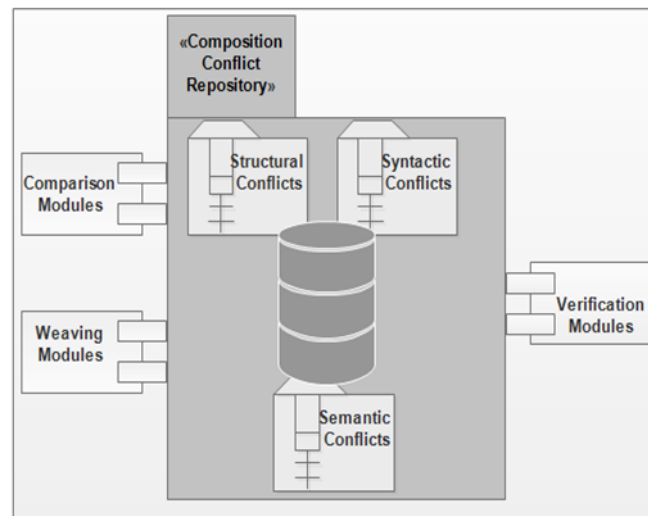 «Composition
Conflict
Repository»
Structural
Conflicts
Syntactic
Conflicts
Comparison
Modules
Verification
Modules
Weaving
Modules
Semantic
Conflicts